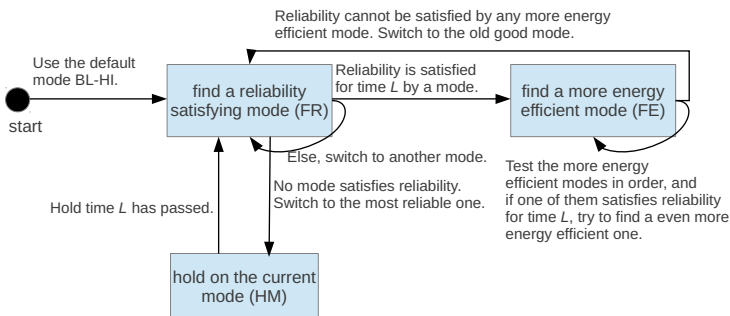 Reliability cannot be satisfied by any more energy
efficient mode. Switch to the old good mode.
Use the default
mode BL-HI.
start
find a reliability
satisfying mode (FR)
Reliability is satisfied
for time L by a mode.
find a more energy
efficient mode (FE)
Else, switch to another mode.
No mode satisfies reliability.
Switch to the most reliable one.
Hold time L has passed.
Test the more energy
efficient modes in order, and
if one of them satisfies reliability
for time L, try to find a even more
energy efficient one.
hold on the current
mode (HM)